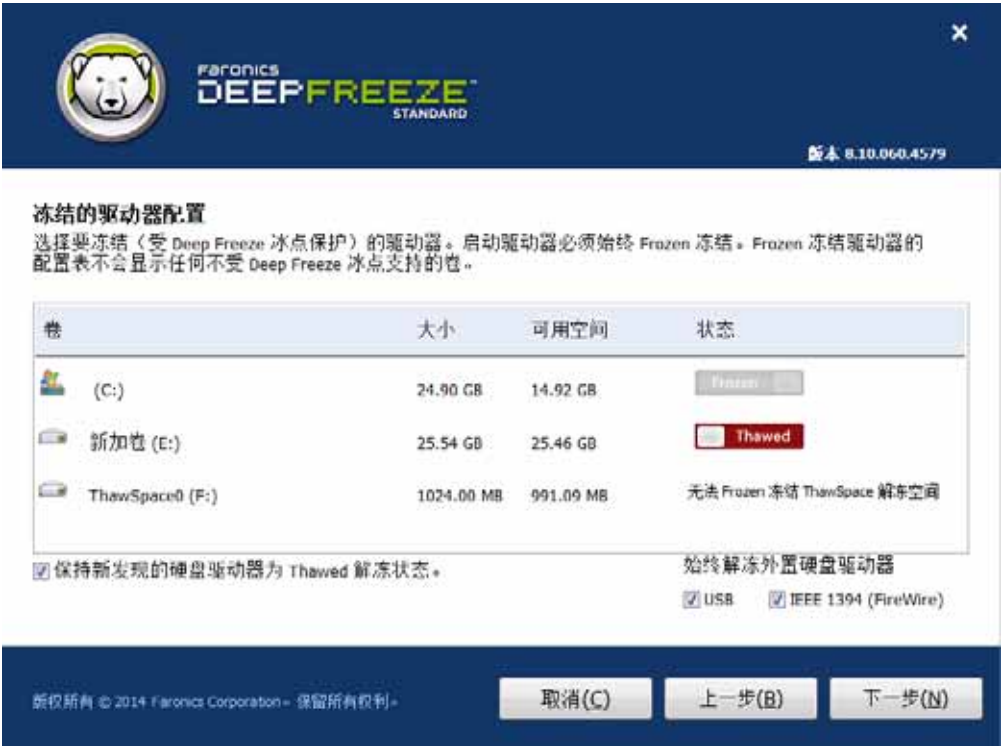 Faronics
DEEPFREEZE™
STANDARD
版本 8.10.060.4579
冻结的驱动器配置
选择要冻结（受 Deep Freeze 冰点保护）的驱动器。启动驱动器必须始终 Frozen 冻结。Frozen 冻结驱动器的
配置表不会显示任何不受 Deep Freeze 冰点支持的卷。
卷 大小 可用空间 状态
(C:) 24.90 GB 14.92 GB Frozen
新加卷 (E:) 25.54 GB 25.46 GB Thawed
ThawSpace0 (F:) 1024.00 MB 991.09 MB 无法 Frozen 冻结 ThawSpace 解冻空间
保持新发现的硬盘驱动器为 Thawed 解冻状态。
始终解冻外置硬盘驱动器
USB IEEE 1394 (FireWire)
版权所有 © 2014 Faronics Corporation。保留所有权利。
取消(C) 上一步(B) 下一步(N)